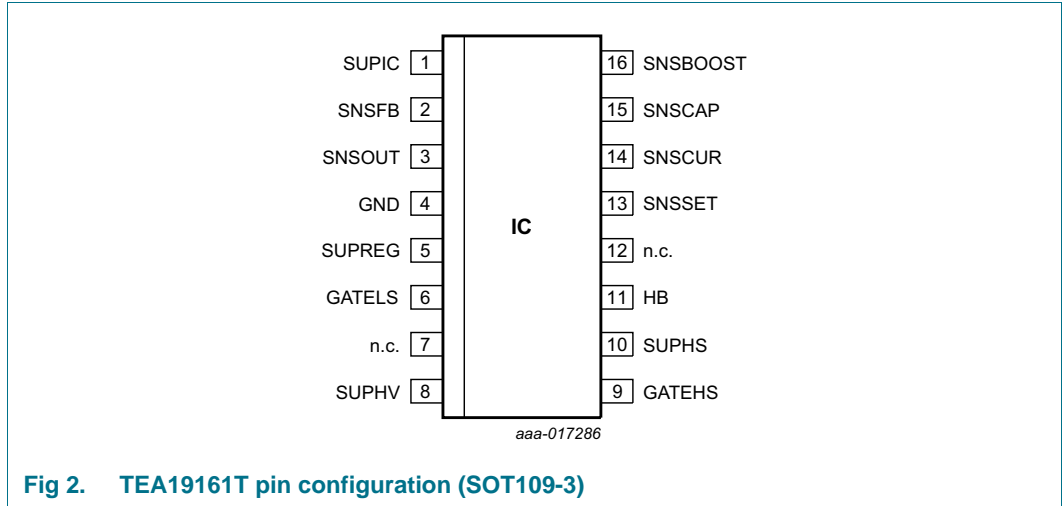 SUPIC 1
16 SNSBOOST
SNSFB 2
15 SNSCAP
SNSOUT 3
14 SNSCUR
GND 4
13 SNSSET
IC
SUPREG 5
12 n.c.
GATELS 6
11 HB
n.c. 7
10 SUPHS
SUPHV 8
9 GATEHS
aaa-017286
Fig 2. TEA19161T pin configuration (SOT109-3)